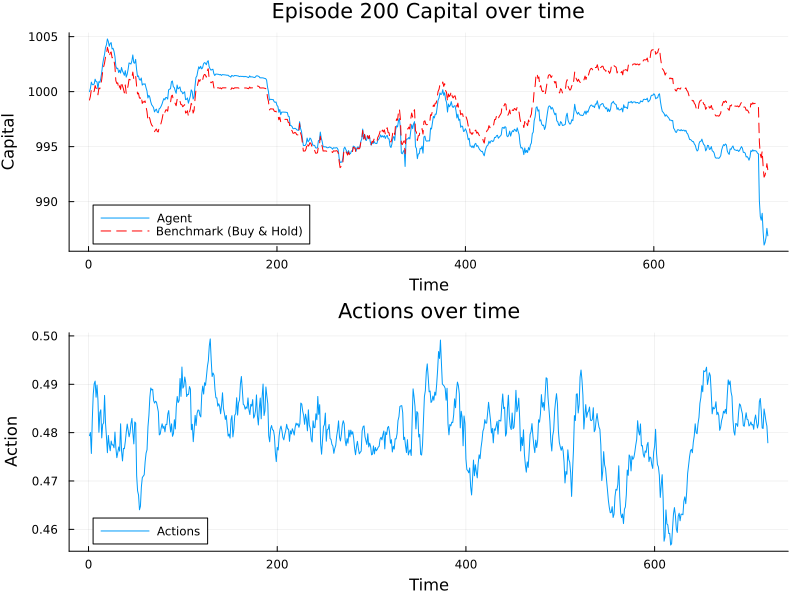 Episode 200 Capital over time
1005
1000
995
990
Capital
Agent
Benchmark (Buy & Hold)
0 200 400 600
Time
Actions over time
0.50
0.49
0.48
0.47
0.46
Action
Actions
0 200 400 600
Time